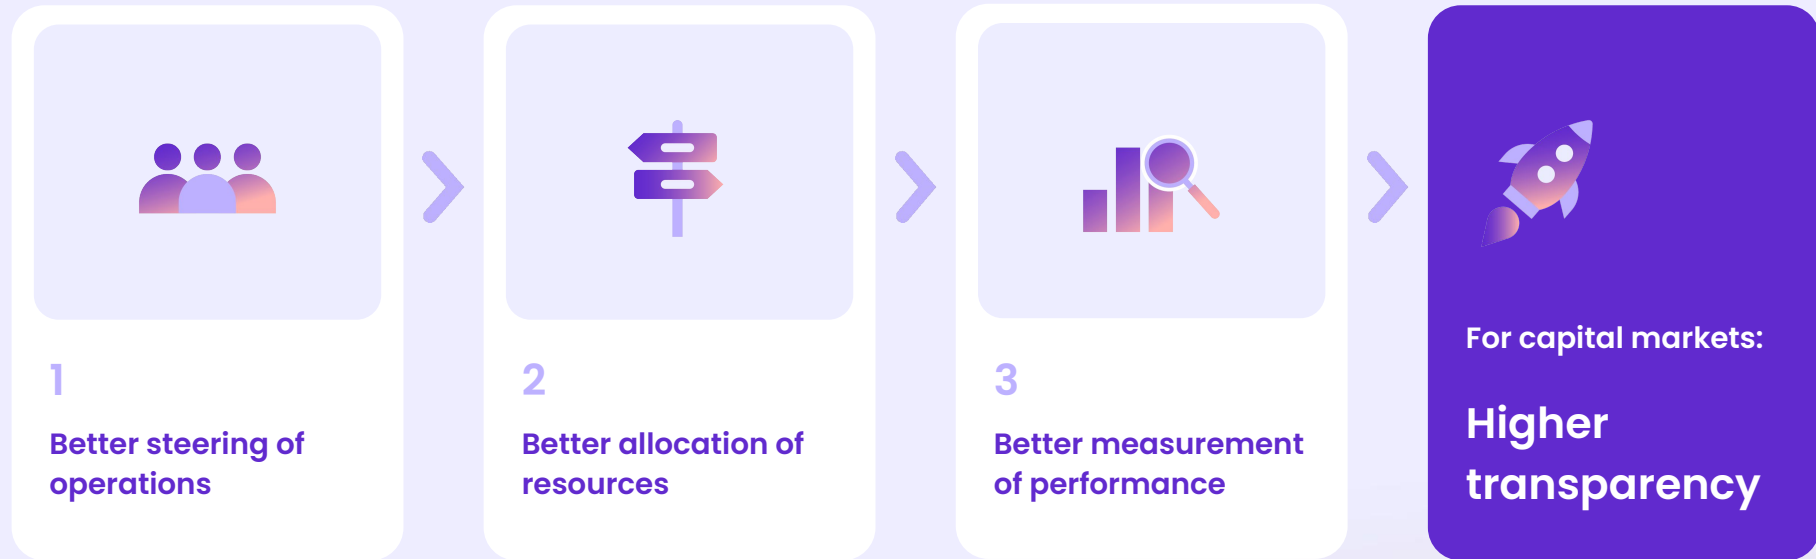 1
Better steering of
operations
2
Better allocation of
resources
3
Better measurement
of performance
For capital markets:
Higher
transparency